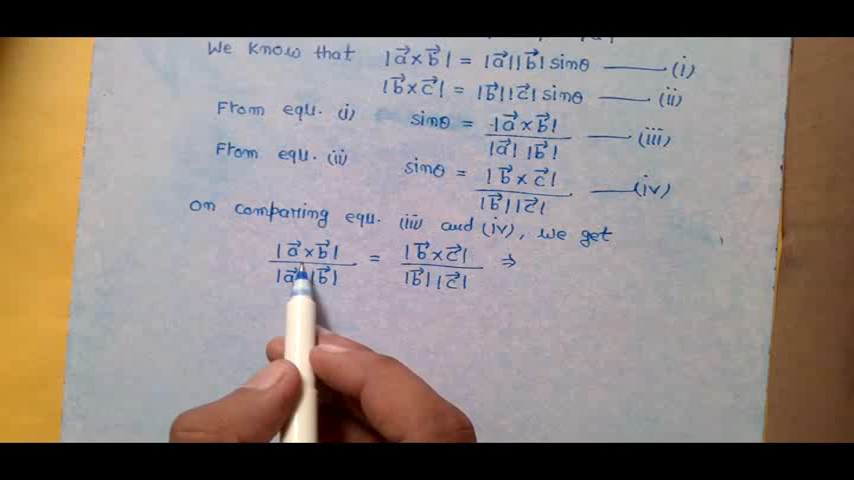 We know that |a⃗×b⃗| = |a⃗||b⃗| sinθ —— (i)
|b⃗×c⃗| = |b⃗||c⃗| sinθ —— (ii)
From equ. (i) sinθ = |a⃗×b⃗| / |a⃗||b⃗| —— (iii)
From equ. (ii) sinθ = |b⃗×c⃗| / |b⃗||c⃗| —— (iv)
On comparing equ. (iii) and (iv), we get
|a⃗×b⃗| / |a⃗||b⃗| = |b⃗×c⃗| / |b⃗||c⃗| ⇒